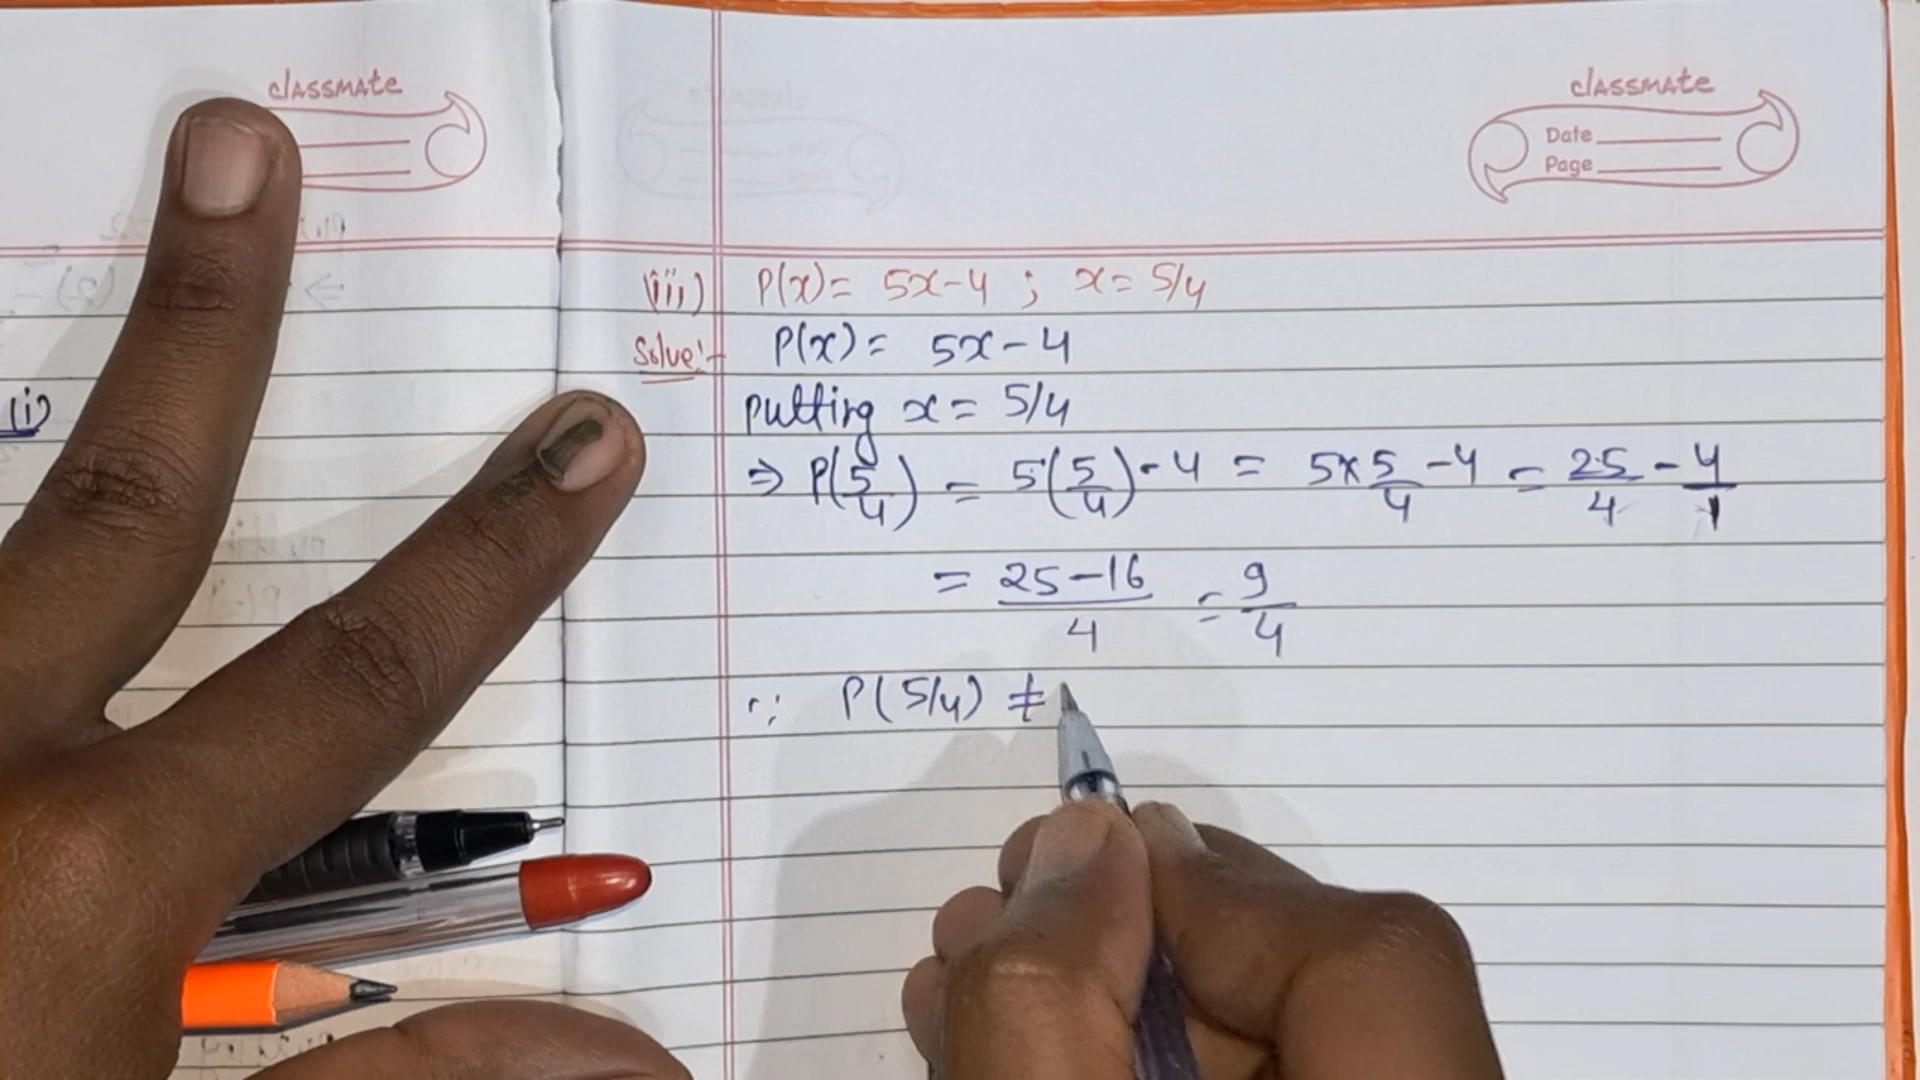 classmate
classmate
Date
Page
(i)
(iii) P(x)= 5x-4 ; x= 5/4
Solve:- P(x)= 5x-4
putting x= 5/4
⇒ P(5/4) = 5(5/4)-4 = 5×5/4-4 = 25/4-4/1
= 25-16/4 = 9/4
∵ P(5/4) ≠